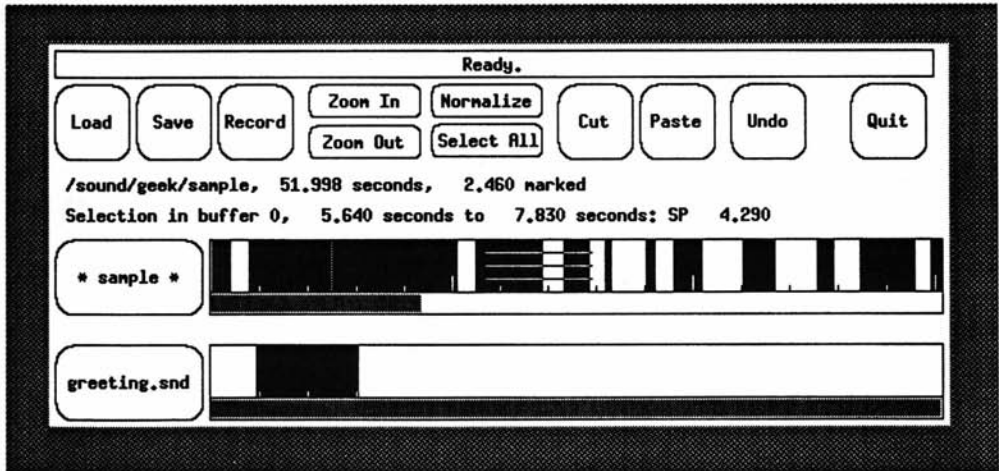 Ready.
Load Save Record Zoom In Normalize Cut Paste Undo Quit
Zoom Out Select All
/sound/geek/sample, 51.998 seconds, 2.460 marked
Selection in buffer 0, 5.640 seconds to 7.830 seconds: SP 4.290
* sample *
greeting.snd